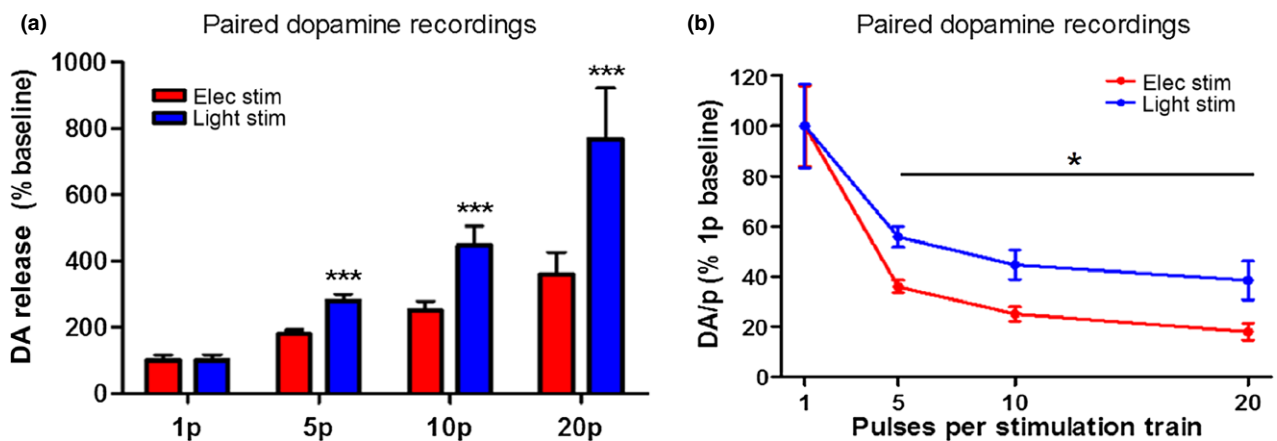 (a)
Paired dopamine recordings
DA release (% baseline)
1000
800
600
400
200
0
Elec stim
Light stim
***
***
***
1p 5p 10p 20p
(b)
Paired dopamine recordings
DA/p (% 1p baseline)
120
100
80
60
40
20
0
Elec stim
Light stim
*
1 5 10 20
Pulses per stimulation train